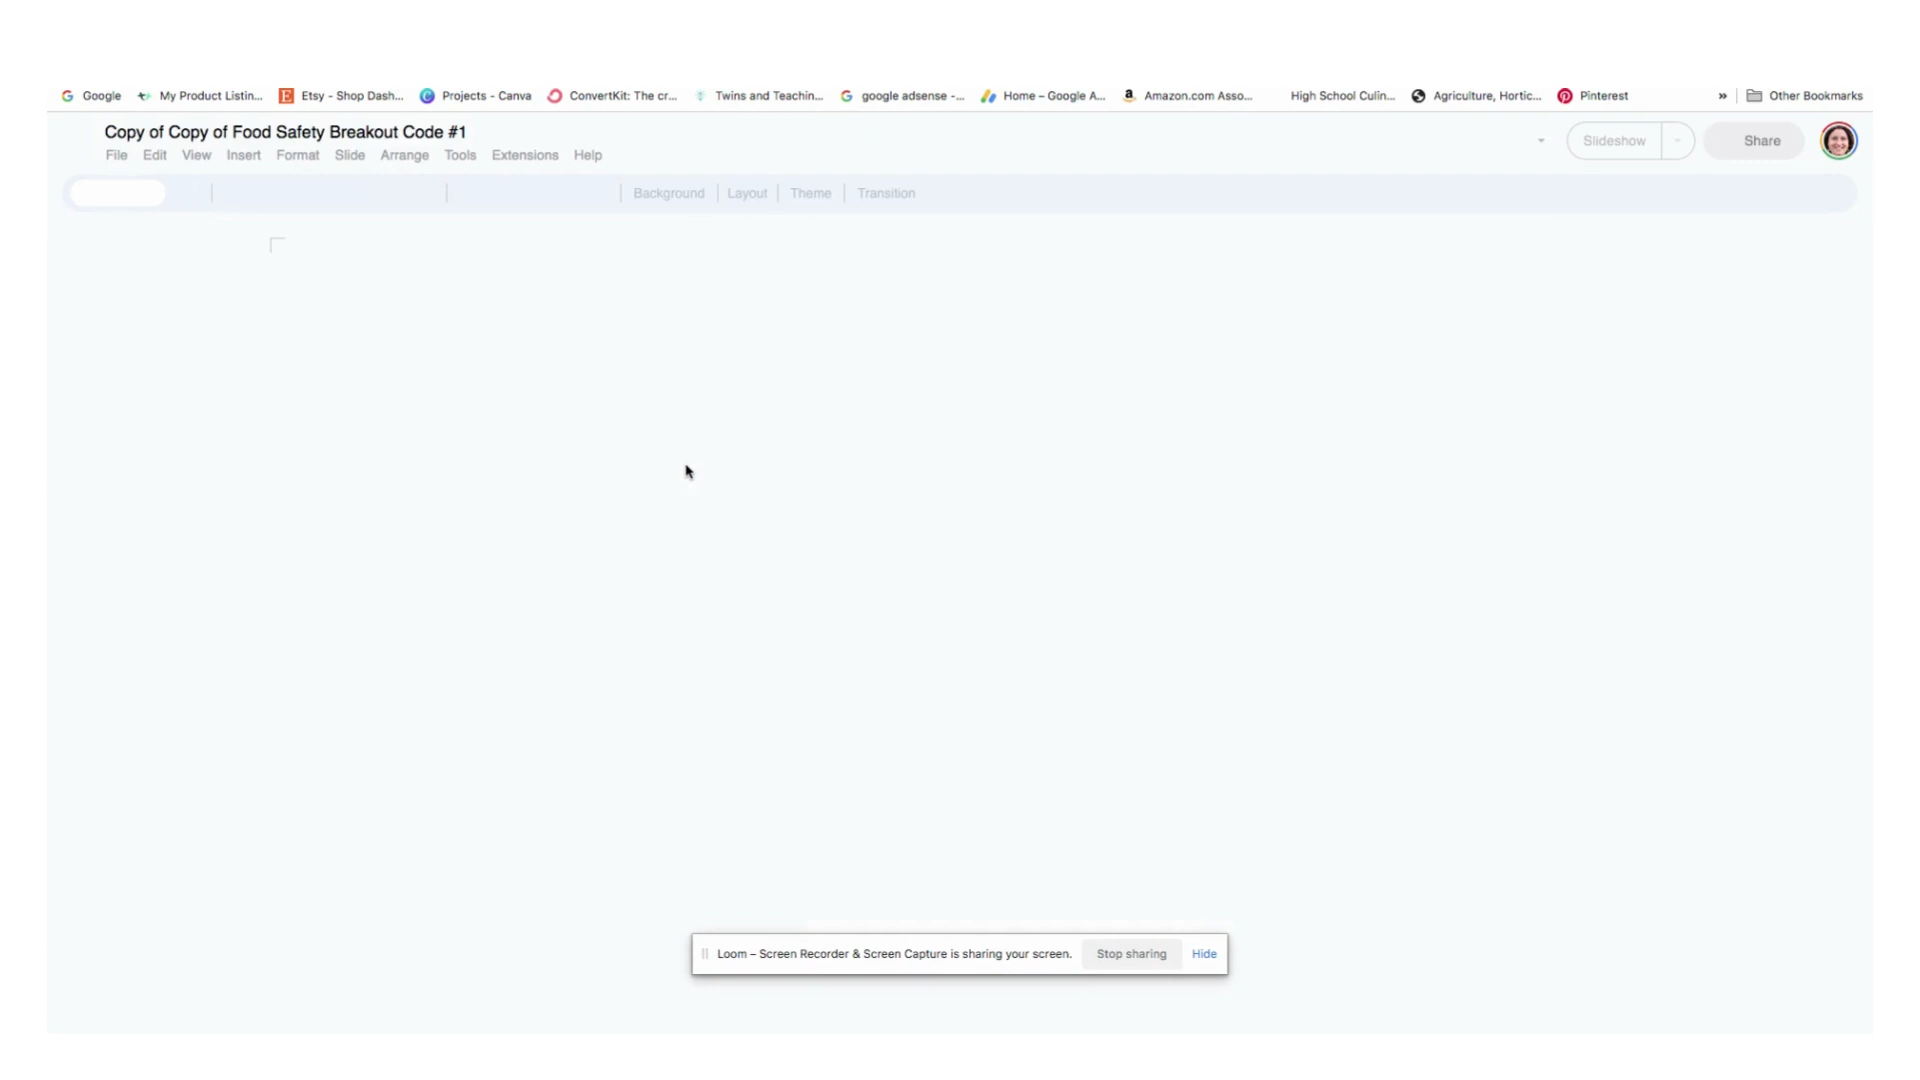 Google My Product Listin... Etsy - Shop Dash... Projects - Canva ConvertKit: The cr... Twins and Teachin... google adsense -... Home – Google A... Amazon.com Asso... High School Culin... Agriculture, Hortic... Pinterest » Other Bookmarks
Copy of Copy of Food Safety Breakout Code #1
File Edit View Insert Format Slide Arrange Tools Extensions Help
Slideshow Share
Background Layout Theme Transition
Loom – Screen Recorder & Screen Capture is sharing your screen. Stop sharing Hide